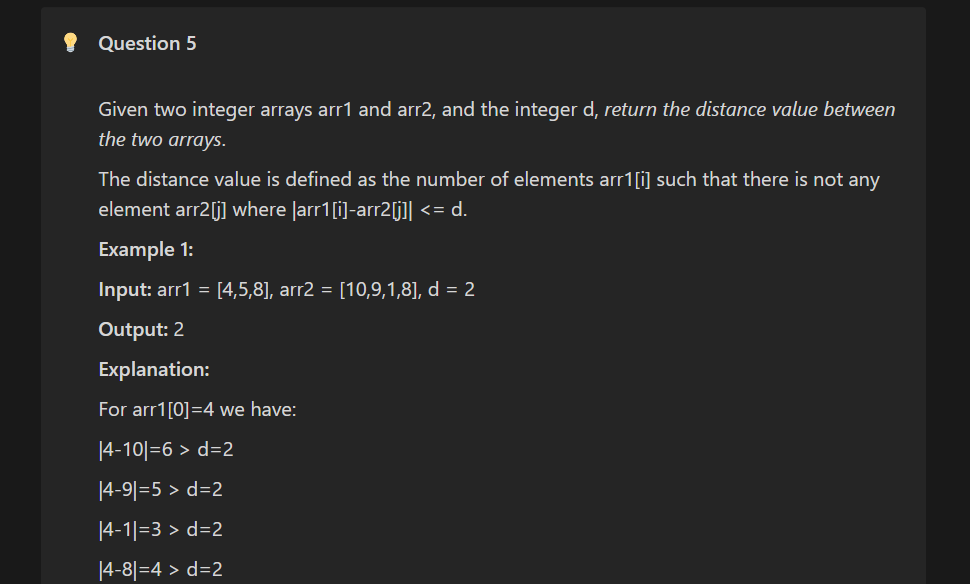 Question 5
Given two integer arrays arr1 and arr2, and the integer d, return the distance value between
the two arrays.
The distance value is defined as the number of elements arr1[i] such that there is not any
element arr2[j] where |arr1[i]-arr2[j]| <= d.
Example 1:
Input: arr1 = [4,5,8], arr2 = [10,9,1,8], d = 2
Output: 2
Explanation:
For arr1[0]=4 we have:
|4-10|=6 > d=2
|4-9|=5 > d=2
|4-1|=3 > d=2
|4-8|=4 > d=2